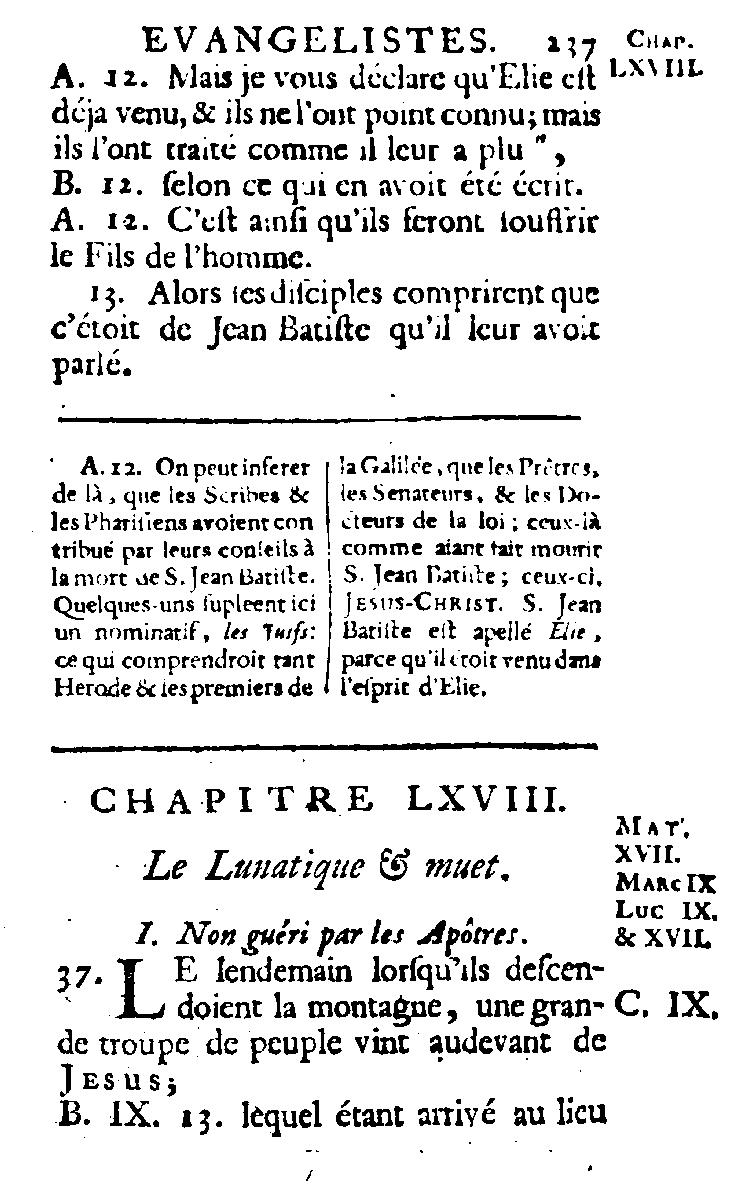 EVANGELISTES. 237
CHAP.
LXVIII.
A. 12. Mais je vous déclare qu'Elie eſt
déja venu, & ils ne l'ont point connu; mais
ils l'ont traité comme il leur a plu ",
B. 12. ſelon ce qui en avoit été écrit.
A. 12. C'eſt ainſi qu'ils feront ſouffrir
le Fils de l'homme.
13. Alors ſes diſciples comprirent que
c'étoit de Jean Batiſte qu'il leur avoit
parlé.
A. 12. On peut inferer
de là, que les Scribes &
les Phariſiens avoient con
tribué par leurs conſeils à
la mort de S. Jean Batiſte.
Quelques-uns ſupleent ici
un nominatif, les Juifs:
ce qui comprendroit tant
Herode & les premiers de
la Galilée, que les Prêtres,
les Senateurs, & les Do-
cteurs de la loi; ceux-là
comme aiant fait mourir
S. Jean Batiſte; ceux-ci,
JESUS-CHRIST. S. Jean
Batiſte eſt apellé Elie,
parce qu'il étoit venu dans
l'eſprit d'Elie.
CHAPITRE LXVIII.
MAT.
XVII.
MARC IX
LUC IX.
& XVII.
Le Lunatique & muet.
I. Non guéri par les Apôtres.
37. LE lendemain lorſqu'ils deſcen-
doient la montagne, une gran-
C. IX.
de troupe de peuple vint audevant de
JESUS;
B. IX. 13. lequel étant arrivé au lieu